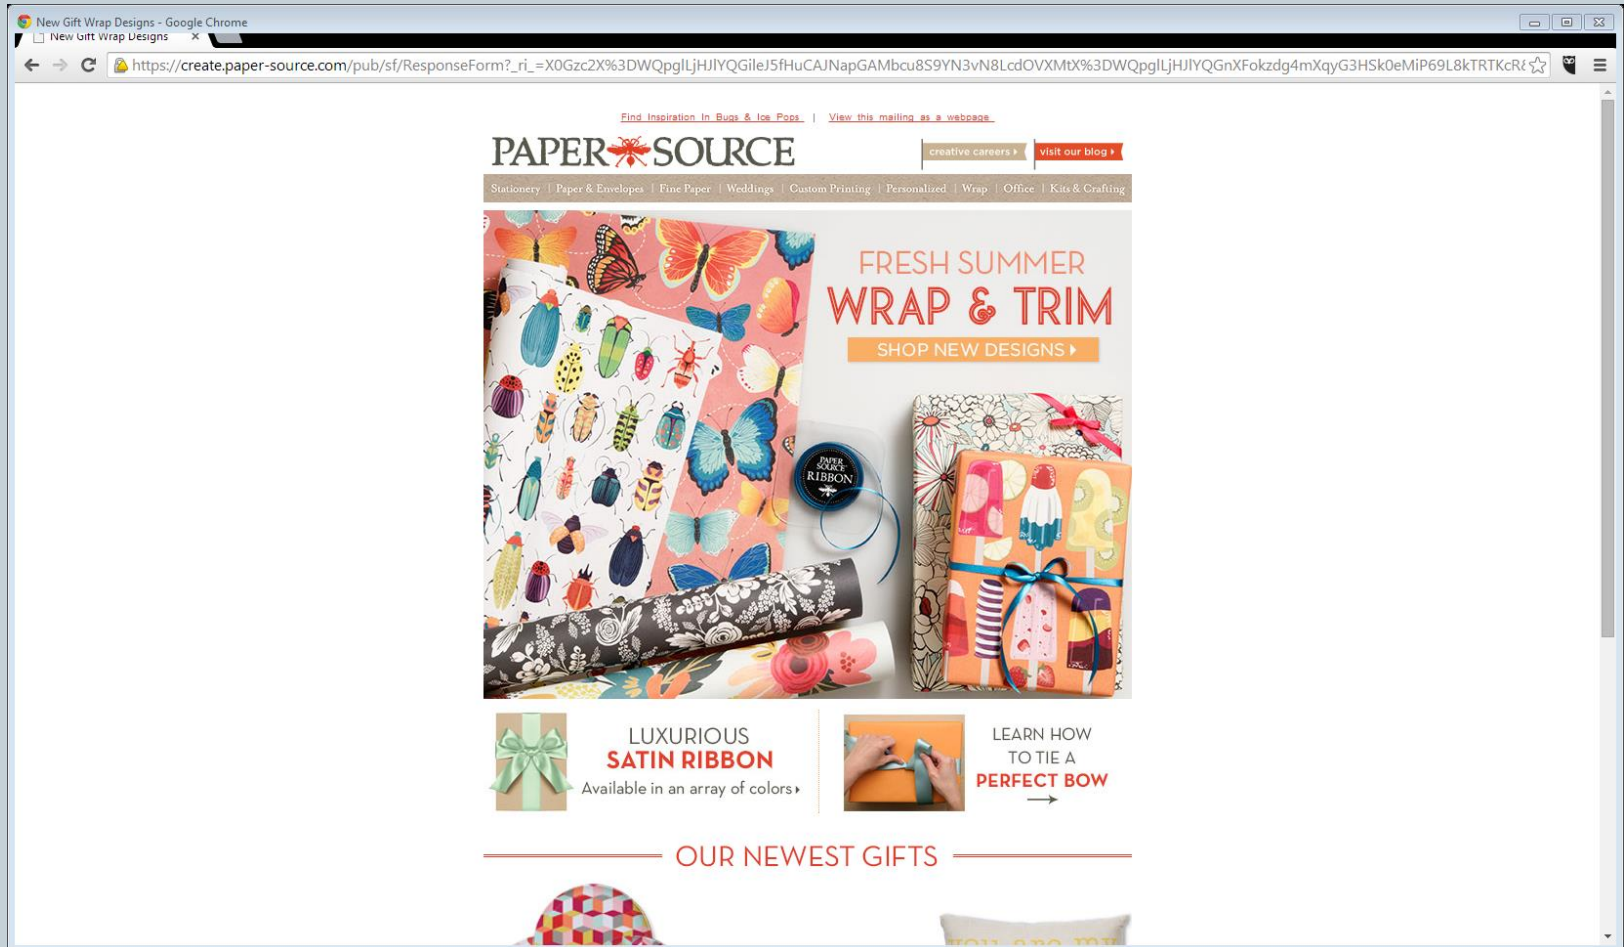 New Gift Wrap Designs - Google Chrome
New Gift Wrap Designs
https://create.paper-source.com/pub/sf/ResponseForm?_ri_=
Find Inspiration In Bugs & Ice Pops | View this mailing as a webpage
PAPER SOURCE
creative careers
visit our blog
Stationery | Paper & Envelopes | Fine Paper | Weddings | Custom Printing | Personalized | Wrap | Office | Kits & Crafting
FRESH SUMMER
WRAP & TRIM
SHOP NEW DESIGNS
PAPER
SOURCE
RIBBON
LUXURIOUS
SATIN RIBBON
Available in an array of colors
LEARN HOW
TO TIE A
PERFECT BOW
OUR NEWEST GIFTS
you are my